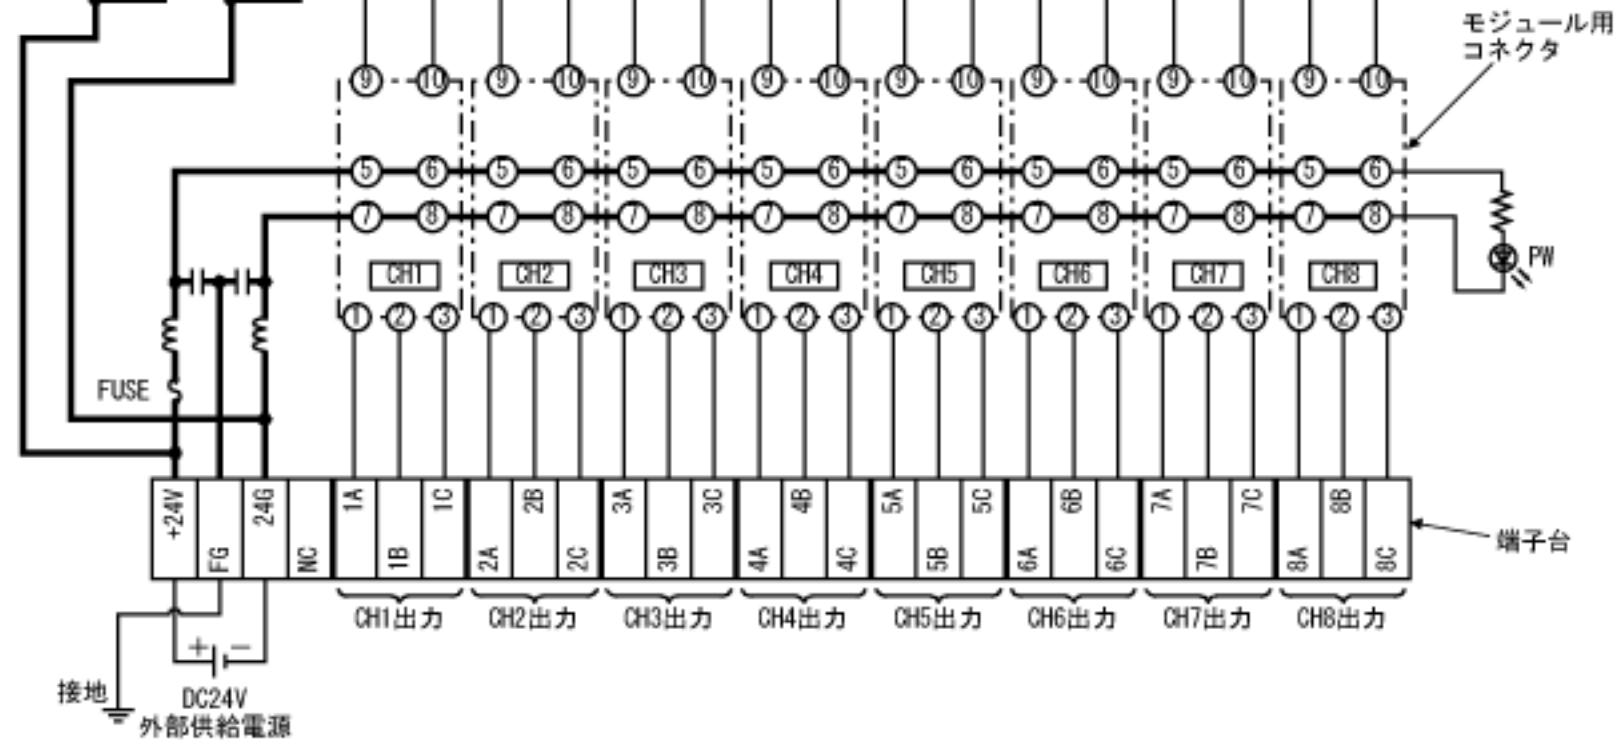 モジュール用
コネクタ
9 10 9 10 9 10 9 10 9 10 9 10 9 10 9 10
5 6 5 6 5 6 5 6 5 6 5 6 5 6 5 6
7 8 7 8 7 8 7 8 7 8 7 8 7 8 7 8
PW
CH1 CH2 CH3 CH4 CH5 CH6 CH7 CH8
1 2 3 1 2 3 1 2 3 1 2 3 1 2 3 1 2 3 1 2 3 1 2 3
FUSE
+24V FG 24G NC 1A 1B 1C 2A 2B 2C 3A 3B 3C 4A 4B 4C 5A 5B 5C 6A 6B 6C 7A 7B 7C 8A 8B 8C
端子台
CH1出力 CH2出力 CH3出力 CH4出力 CH5出力 CH6出力 CH7出力 CH8出力
+ −
接地
DC24V
外部供給電源